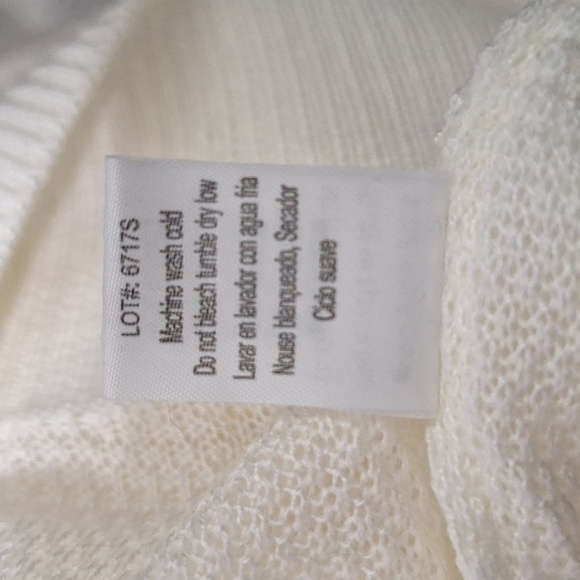 LOT#: 6717S
Machine wash cold
Do not bleach tumble dry low
Lavar en lavador con agua fria
Nouse blanqueado, Secador
Ciclo suave